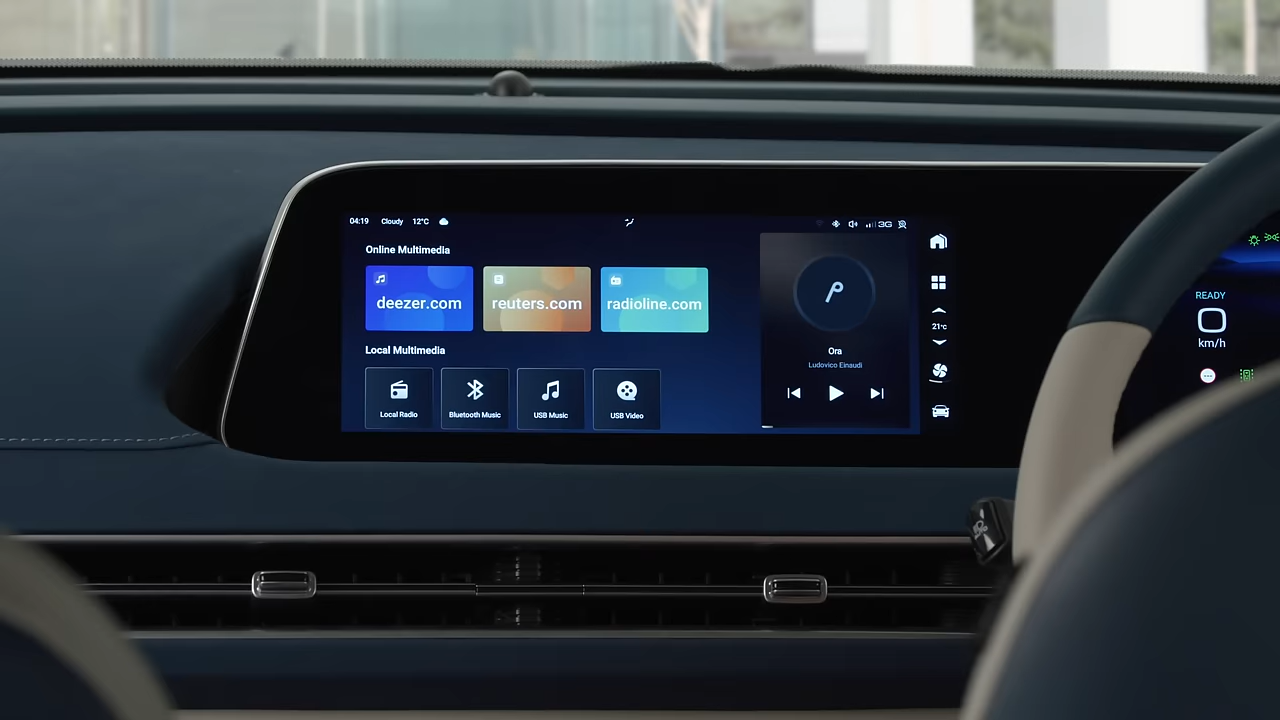 04:19 Cloudy 12°C
3G
Online Multimedia
deezer.com
reuters.com
radioline.com
Local Multimedia
Local Radio
Bluetooth Music
USB Music
USB Video
Ora
Ludovico Einaudi
21°C
READY
0
km/h